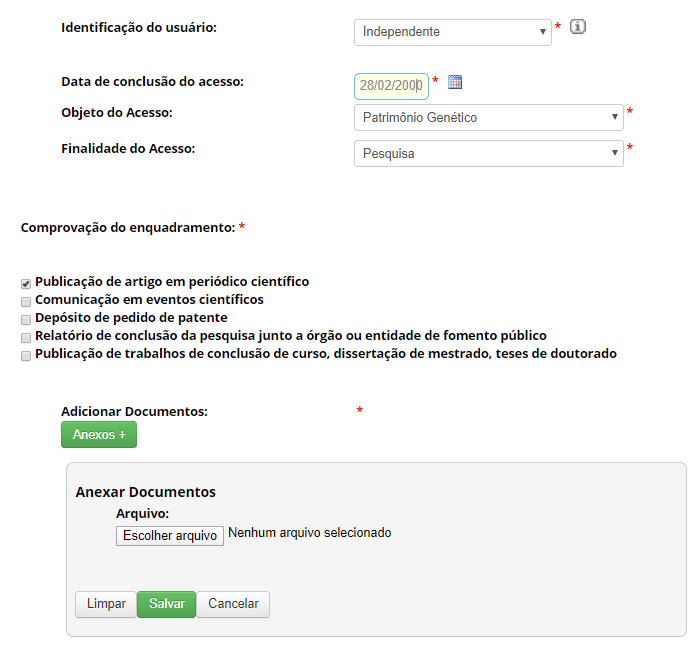 Identificação do usuário: Independente *
Data de conclusão do acesso: 28/02/2000 *
Objeto do Acesso: Patrimônio Genético *
Finalidade do Acesso: Pesquisa *
Comprovação do enquadramento: *
Publicação de artigo em periódico científico
Comunicação em eventos científicos
Depósito de pedido de patente
Relatório de conclusão da pesquisa junto a órgão ou entidade de fomento público
Publicação de trabalhos de conclusão de curso, dissertação de mestrado, teses de doutorado
Adicionar Documentos: *
Anexos +
Anexar Documentos
Arquivo:
Escolher arquivo Nenhum arquivo selecionado
Limpar Salvar Cancelar